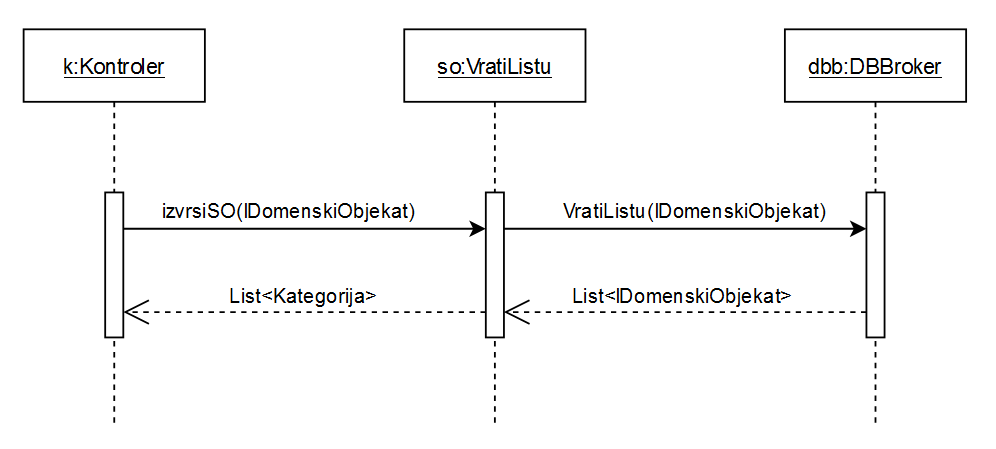 k:Kontroler
so:VratiListu
dbb:DBBroker
izvrsiSO(IDomenskiObjekat)
VratiListu(IDomenskiObjekat)
List<Kategorija>
List<IDomenskiObjekat>